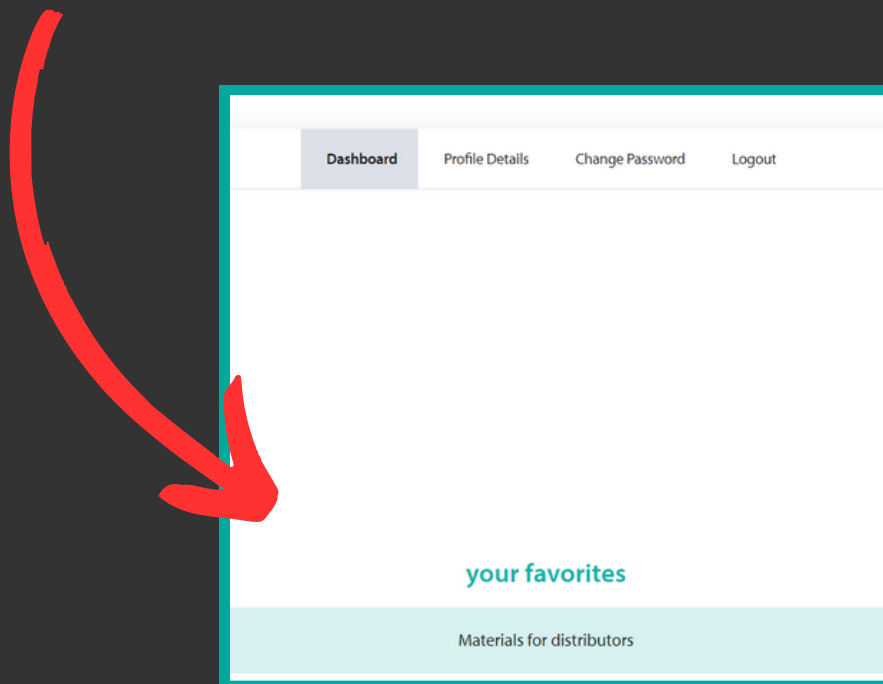 Dashboard Profile Details Change Password Logout
your favorites
Materials for distributors